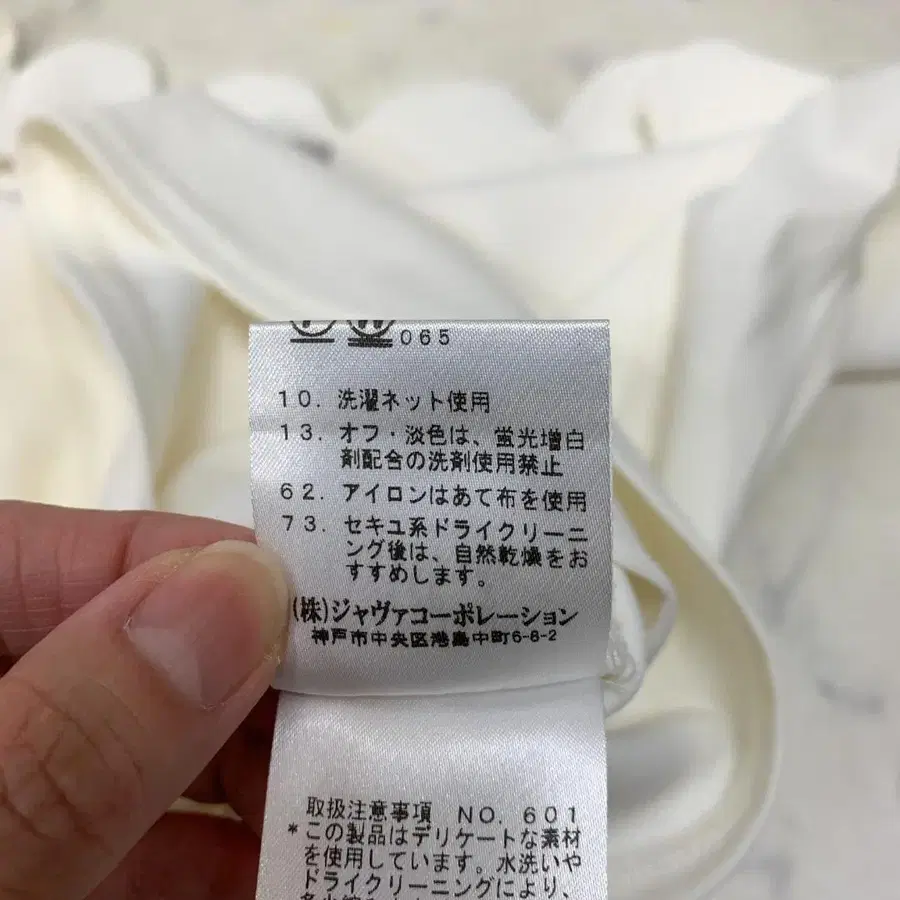 065
10. 洗濯ネット使用
13. オフ・淡色は、蛍光増白
剤配合の洗剤使用禁止
62. アイロンはあて布を使用
73. セキユ系ドライクリーニ
ング後は、自然乾燥をお
すすめします。
(株)ジャヴァコーポレーション
神戸市中央区港島中町6-8-2
取扱注意事項 NO. 601
*この製品はデリケートな素材
を使用しています。水洗いや
ドライクリーニングにより、